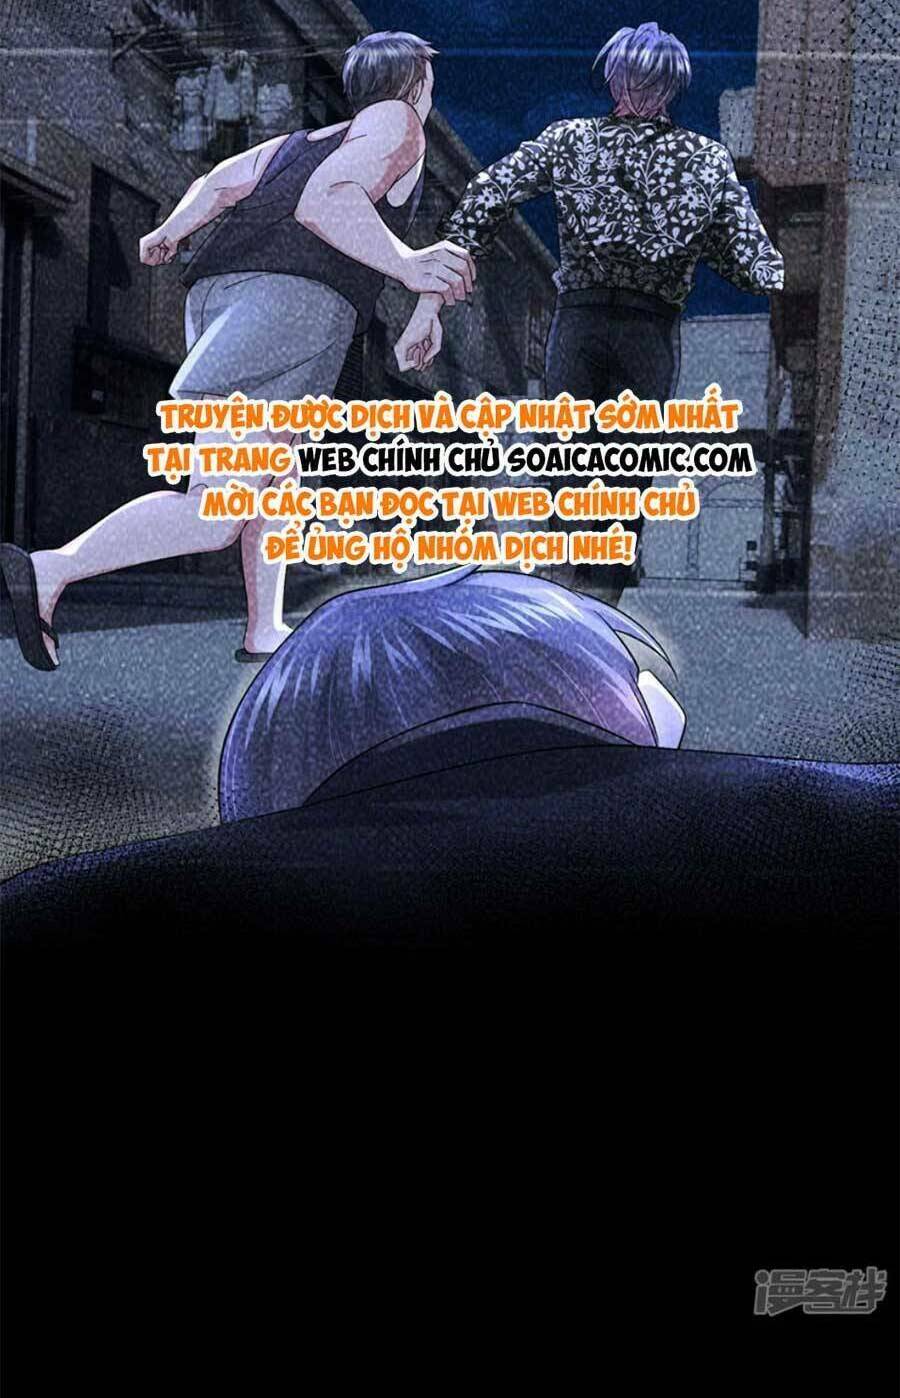 TRUYỆN ĐƯỢC DỊCH VÀ CẬP NHẬT SỚM NHẤT
TẠI TRANG WEB CHÍNH CHỦ SOAICACOMIC.COM
MỜI CÁC BẠN ĐỌC TẠI WEB CHÍNH CHỦ
ĐỂ ỦNG HỘ NHÓM DỊCH NHÉ!
漫客栈